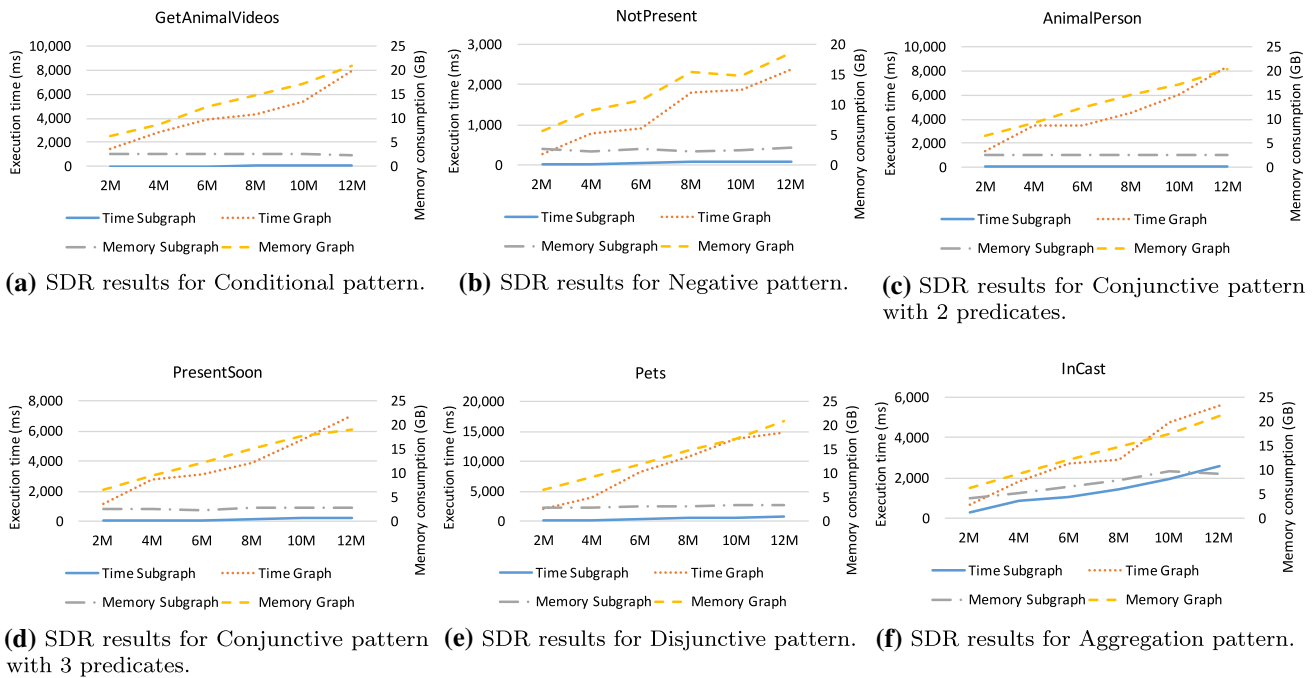 GetAnimalVideos
Execution time (ms)
10,000
8,000
6,000
4,000
2,000
0
25
20
15
10
5
0
Memory consumption (GB)
2M 4M 6M 8M 10M 12M
Time Subgraph Time Graph
Memory Subgraph Memory Graph
(a) SDR results for Conditional pattern.
NotPresent
Execution time (ms)
3,000
2,000
1,000
0
20
15
10
5
0
Memory consumption (GB)
2M 4M 6M 8M 10M 12M
Time Subgraph Time Graph
Memory Subgraph Memory Graph
(b) SDR results for Negative pattern.
AnimalPerson
Execution time (ms)
10,000
8,000
6,000
4,000
2,000
0
25
20
15
10
5
0
Memory consumption (GB)
2M 4M 6M 8M 10M 12M
Time Subgraph Time Graph
Memory Subgraph Memory Graph
(c) SDR results for Conjunctive pattern
with 2 predicates.
PresentSoon
Execution time (ms)
8,000
6,000
4,000
2,000
0
25
20
15
10
5
0
Memory consumption (GB)
2M 4M 6M 8M 10M 12M
Time Subgraph Time Graph
Memory Subgraph Memory Graph
(d) SDR results for Conjunctive pattern
with 3 predicates.
Pets
Execution time (ms)
20,000
15,000
10,000
5,000
0
25
20
15
10
5
0
Memory consumption (GB)
2M 4M 6M 8M 10M 12M
Time Subgraph Time Graph
Memory Subgraph Memory Graph
(e) SDR results for Disjunctive pattern.
InCast
Execution time (ms)
6,000
4,000
2,000
0
25
20
15
10
5
0
Memory consumption (GB)
2M 4M 6M 8M 10M 12M
Time Subgraph Time Graph
Memory Subgraph Memory Graph
(f) SDR results for Aggregation pattern.